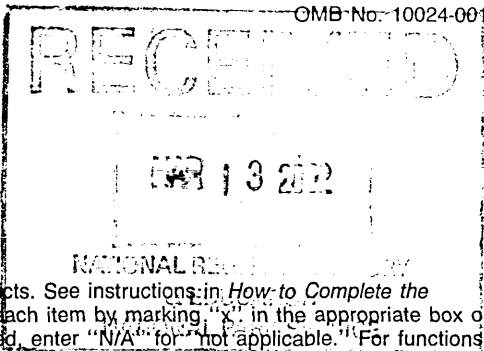 OMB No. 10024-001
RECEIVED
MAR 13 2002
NATIONAL
cts. See instructions in How to Complete the
ach item by marking "x" in the appropriate box o
d, enter "N/A" for "not applicable." For functions